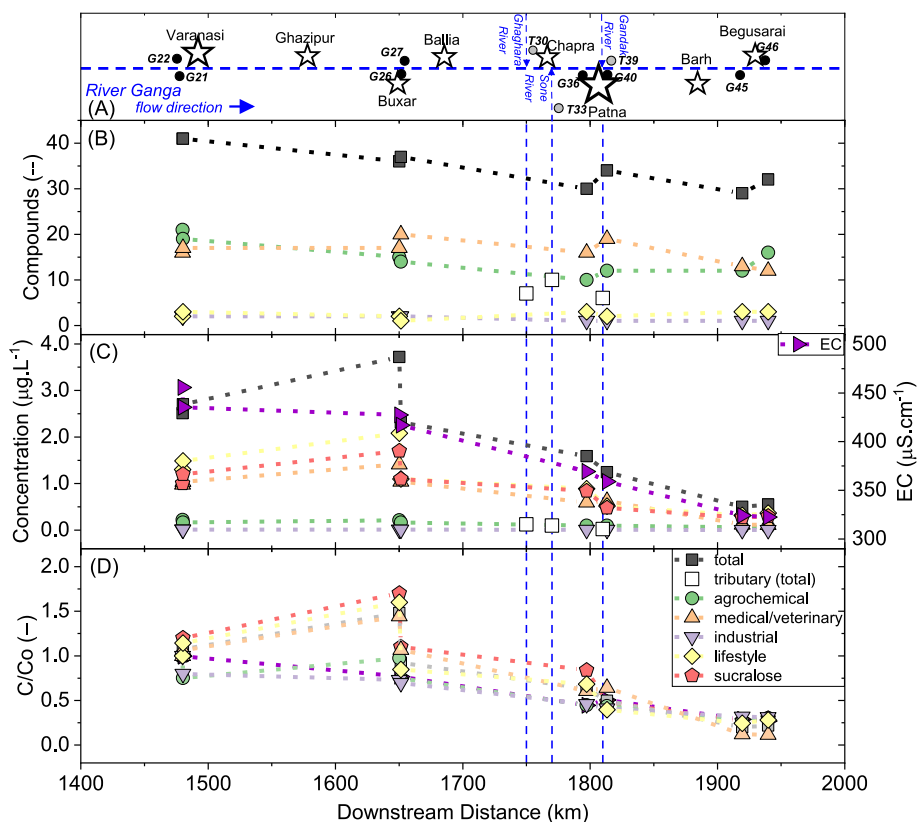 Varanasi
Ghazipur
Ballia
Ghaghara
River
T30
Chapra
Gandak
River
Begusarai
G46
G22
G27
T39
Barh
G21
G26
Sone
River
G36
G40
G45
River Ganga
flow direction
Buxar
T33
Patna
(A)
(B)
Compounds (--)
40
30
20
10
0
(C)
EC
Concentration (µg.L-1)
4.0
3.0
2.0
1.0
0.0
500
450
400
350
300
EC (µS.cm-1)
(D)
C/Co (--)
2.0
1.5
1.0
0.5
0.0
total
tributary (total)
agrochemical
medical/veterinary
industrial
lifestyle
sucralose
1400 1500 1600 1700 1800 1900 2000
Downstream Distance (km)